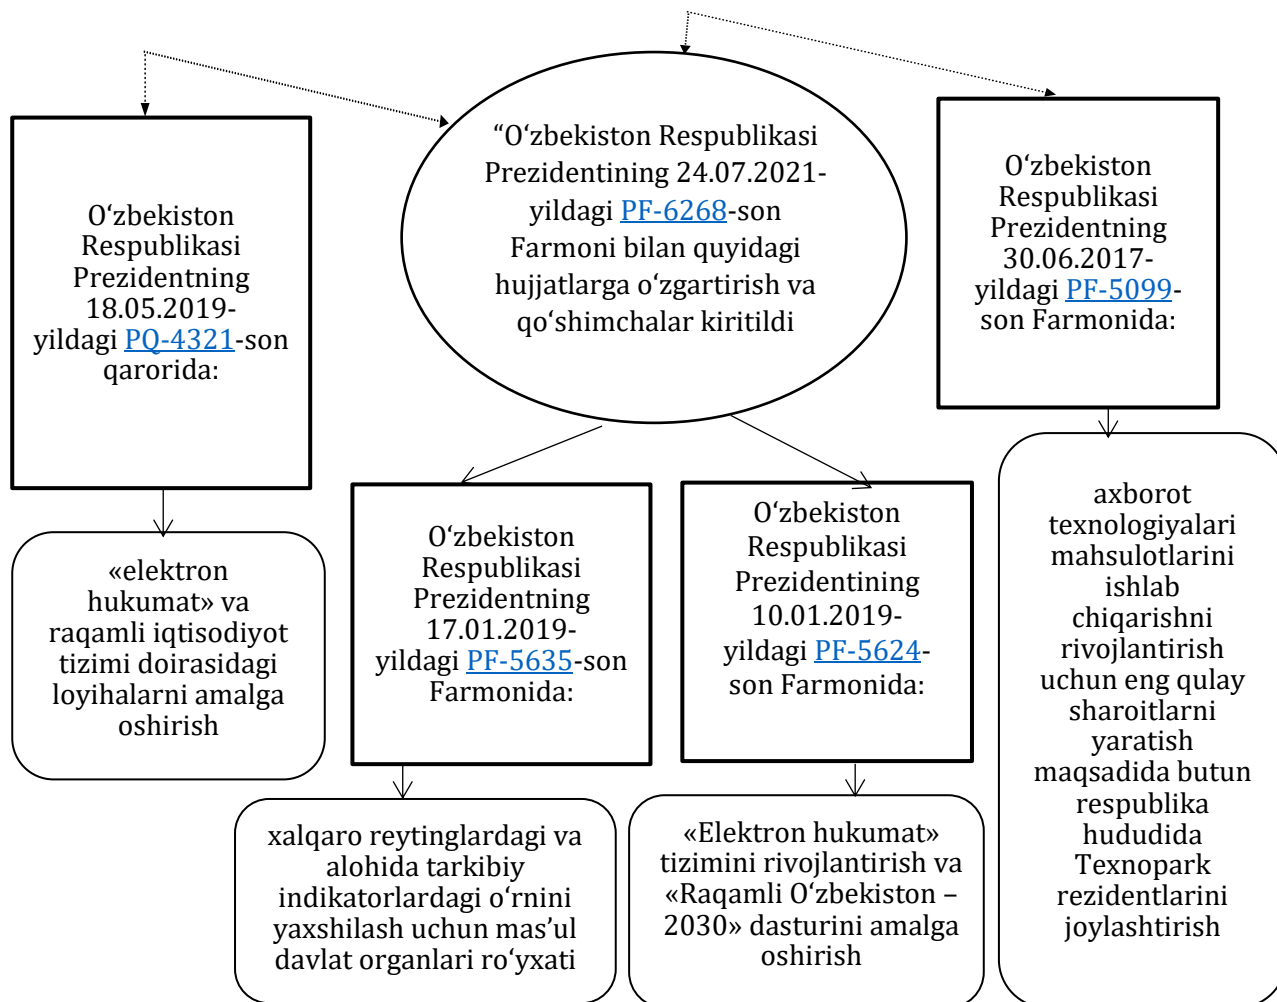 “O‘zbekiston Respublikasi
Prezidentining 24.07.2021-
yildagi PF-6268-son
Farmoni bilan quyidagi
hujjatlarga o‘zgartirish va
qo‘shimchalar kiritildi
O‘zbekiston
Respublikasi
Prezidentning
18.05.2019-
yildagi PQ-4321-son
qarorida:
«elektron
hukumat» va
raqamli iqtisodiyot
tizimi doirasidagi
loyihalarni amalga
oshirish
O‘zbekiston
Respublikasi
Prezidentning
17.01.2019-
yildagi PF-5635-son
Farmonida:
xalqaro reytinglardagi va
alohida tarkibiy
indikatorlardagi o‘rnini
yaxshilash uchun mas’ul
davlat organlari ro‘yxati
O‘zbekiston
Respublikasi
Prezidentining
10.01.2019-
yildagi PF-5624-
son Farmonida:
«Elektron hukumat»
tizimini rivojlantirish va
«Raqamli O‘zbekiston –
2030» dasturini amalga
oshirish
O‘zbekiston
Respublikasi
Prezidentning
30.06.2017-
yildagi PF-5099-
son Farmonida:
axborot
texnologiyalari
mahsulotlarini
ishlab
chiqarishni
rivojlantirish
uchun eng qulay
sharoitlarni
yaratish
maqsadida butun
respublika
hududida
Texnopark
rezidentlarini
joylashtirish